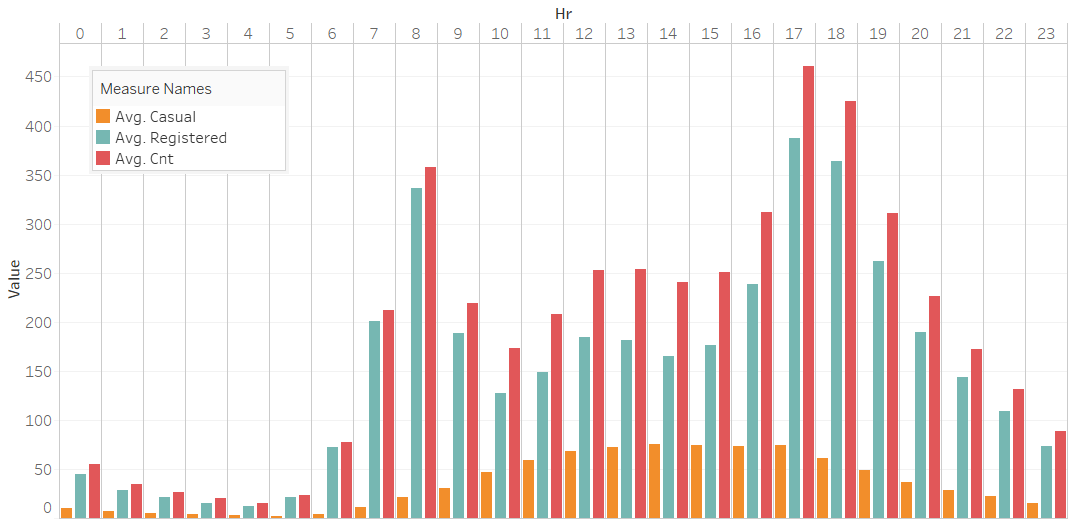 Hr
0 1 2 3 4 5 6 7 8 9 10 11 12 13 14 15 16 17 18 19 20 21 22 23
Measure Names
Avg. Casual
Avg. Registered
Avg. Cnt
Value
450
400
350
300
250
200
150
100
50
0